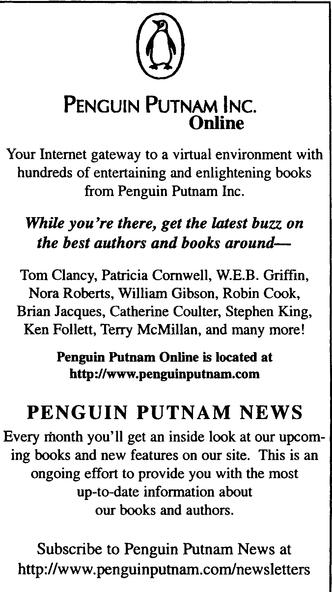 PENGUIN PUTNAM INC.
Online
Your Internet gateway to a virtual environment with
hundreds of entertaining and enlightening books
from Penguin Putnam Inc.
While you're there, get the latest buzz on
the best authors and books around—
Tom Clancy, Patricia Cornwell, W.E.B. Griffin,
Nora Roberts, William Gibson, Robin Cook,
Brian Jacques, Catherine Coulter, Stephen King,
Ken Follett, Terry McMillan, and many more!
Penguin Putnam Online is located at
http://www.penguinputnam.com
PENGUIN PUTNAM NEWS
Every month you'll get an inside look at our upcom-
ing books and new features on our site. This is an
ongoing effort to provide you with the most
up-to-date information about
our books and authors.
Subscribe to Penguin Putnam News at
http://www.penguinputnam.com/newsletters